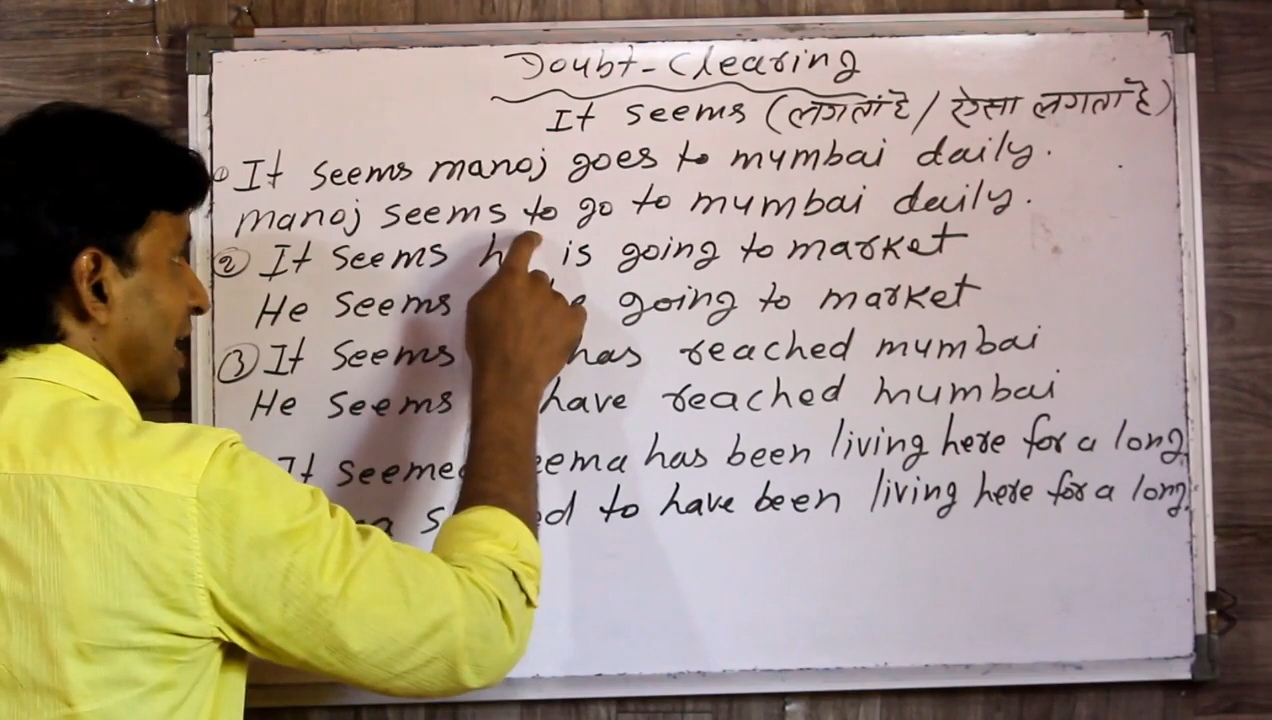 Doubt-Clearing
It seems (लगता है / ऐसा लगता है)
① It seems manoj goes to mumbai daily.
manoj seems to go to mumbai daily.
② It seems is going to market
He seems going to market
③ It seems has reached mumbai
He seems have reached mumbai
It has been living here for a long.
to have been living here for a long.